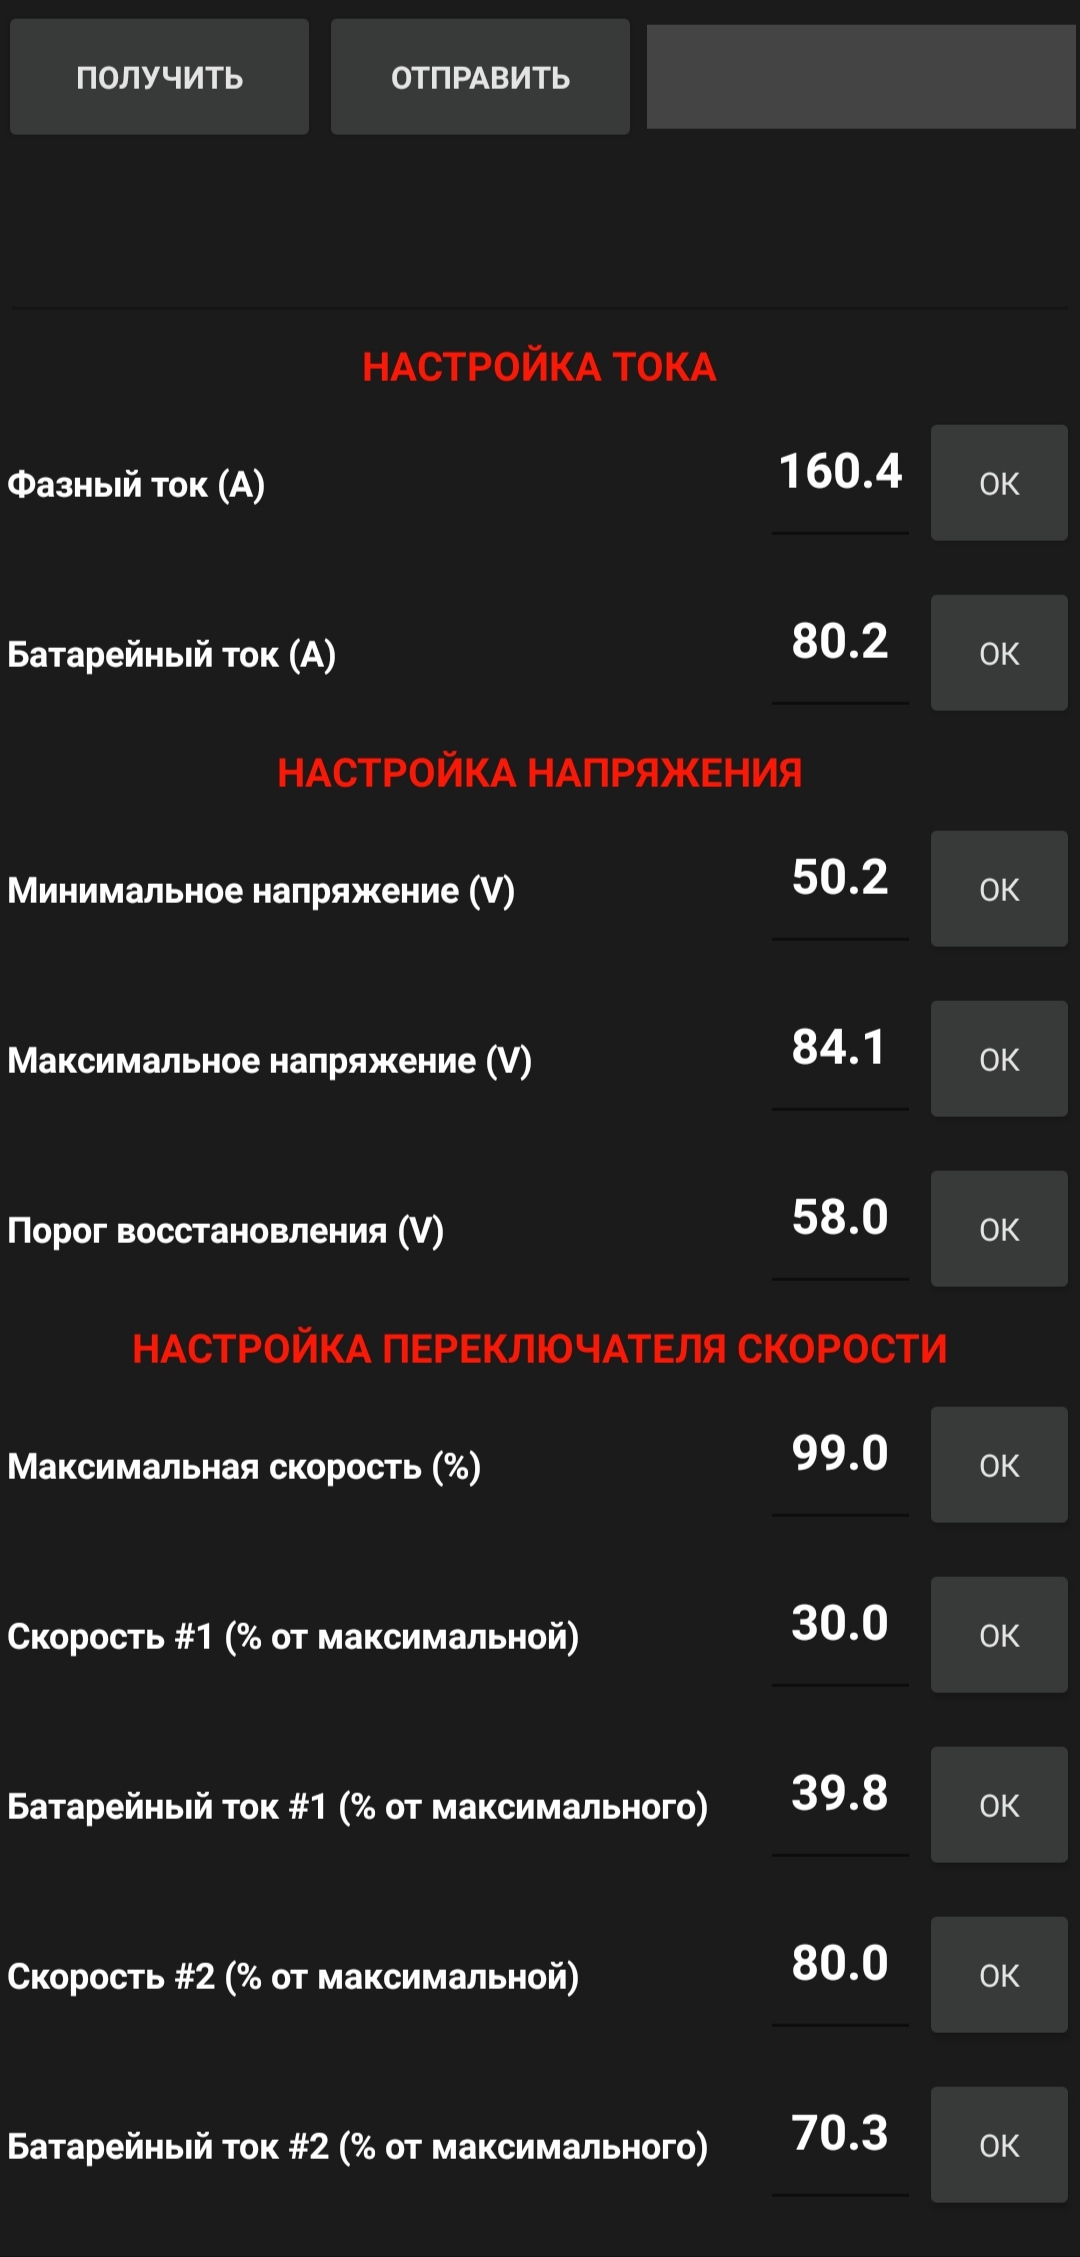 ПОЛУЧИТЬ ОТПРАВИТЬ
НАСТРОЙКА ТОКА
Фазный ток (A) 160.4 OK
Батарейный ток (A) 80.2 OK
НАСТРОЙКА НАПРЯЖЕНИЯ
Минимальное напряжение (V) 50.2 OK
Максимальное напряжение (V) 84.1 OK
Порог восстановления (V) 58.0 OK
НАСТРОЙКА ПЕРЕКЛЮЧАТЕЛЯ СКОРОСТИ
Максимальная скорость (%) 99.0 OK
Скорость #1 (% от максимальной) 30.0 OK
Батарейный ток #1 (% от максимального) 39.8 OK
Скорость #2 (% от максимальной) 80.0 OK
Батарейный ток #2 (% от максимального) 70.3 OK